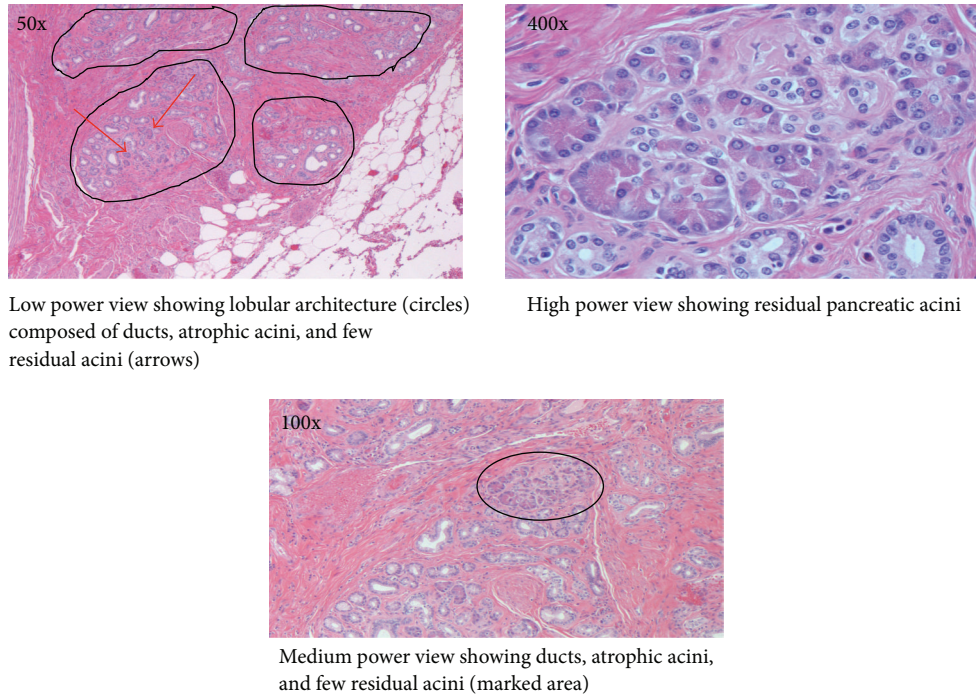 50x
Low power view showing lobular architecture (circles)
composed of ducts, atrophic acini, and few
residual acini (arrows)
400x
High power view showing residual pancreatic acini
100x
Medium power view showing ducts, atrophic acini,
and few residual acini (marked area)